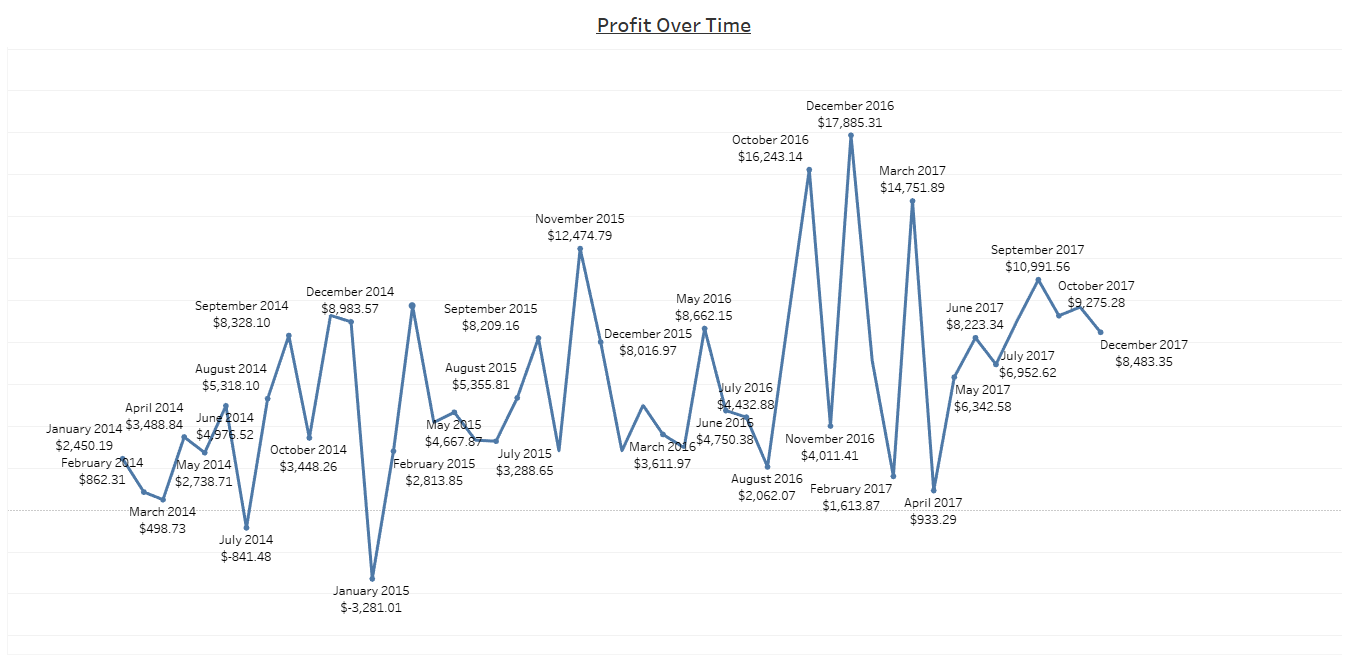 Profit Over Time
January 2014
$2,450.19
February 2014
$862.31
March 2014
$498.73
April 2014
$3,488.84
May 2014
$2,738.71
June 2014
$4,976.52
July 2014
$-841.48
August 2014
$5,318.10
September 2014
$8,328.10
October 2014
$3,448.26
December 2014
$8,983.57
January 2015
$-3,281.01
February 2015
$2,813.85
May 2015
$4,667.87
July 2015
$3,288.65
August 2015
$5,355.81
September 2015
$8,209.16
November 2015
$12,474.79
December 2015
$8,016.97
March 2016
$3,611.97
May 2016
$8,662.15
June 2016
$4,750.38
July 2016
$4,432.88
August 2016
$2,062.07
October 2016
$16,243.14
November 2016
$4,011.41
December 2016
$17,885.31
February 2017
$1,613.87
March 2017
$14,751.89
April 2017
$933.29
May 2017
$6,342.58
June 2017
$8,223.34
July 2017
$6,952.62
September 2017
$10,991.56
October 2017
$9,275.28
December 2017
$8,483.35